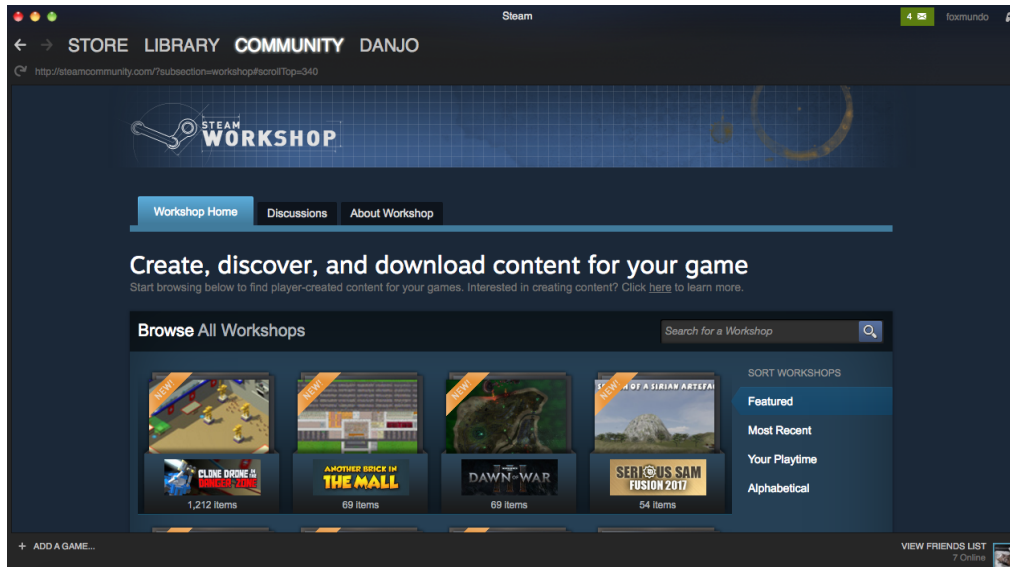 Steam
4
foxmundo
STORE LIBRARY COMMUNITY DANJO
http://steamcommunity.com/?subsection=workshop#scrollTop=340
STEAM
WORKSHOP
Workshop Home Discussions About Workshop
Create, discover, and download content for your game
Start browsing below to find player-created content for your games. Interested in creating content? Click here to learn more.
Browse All Workshops
Search for a Workshop
SORT WORKSHOPS
Featured
Most Recent
Your Playtime
Alphabetical
NEW! NEW! NEW! NEW!
OF A SIRIAN ARTEFA
CLONE DRONE IN THE
DANGER ZONE
1,212 items
ANOTHER BRICK IN
THE MALL
69 items
DAWN OF WAR
III
69 items
SERIOUS SAM
FUSION 2017
54 items
+ ADD A GAME...
VIEW FRIENDS LIST
7 Online